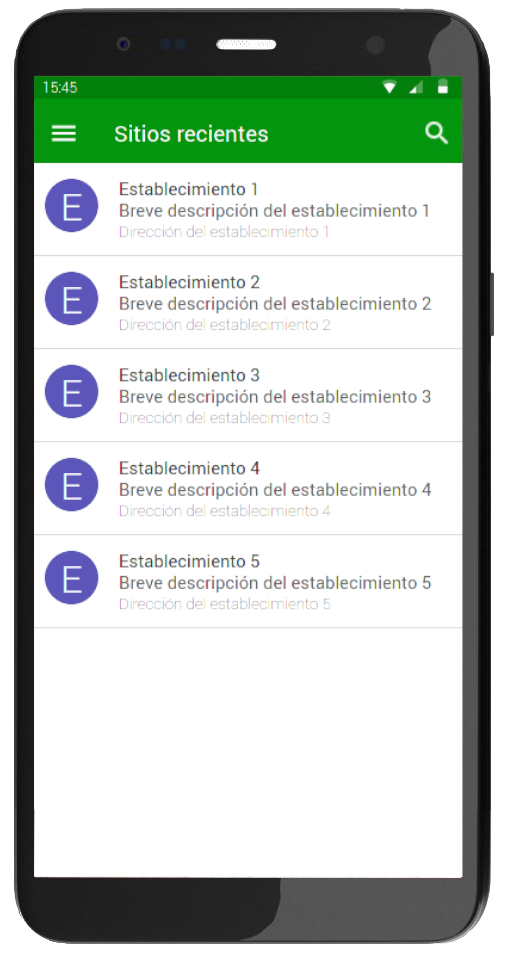 15:45
Sitios recientes
E
Establecimiento 1
Breve descripción del establecimiento 1
Dirección del establecimiento 1
E
Establecimiento 2
Breve descripción del establecimiento 2
Dirección del establecimiento 2
E
Establecimiento 3
Breve descripción del establecimiento 3
Dirección del establecimiento 3
E
Establecimiento 4
Breve descripción del establecimiento 4
Dirección del establecimiento 4
E
Establecimiento 5
Breve descripción del establecimiento 5
Dirección del establecimiento 5